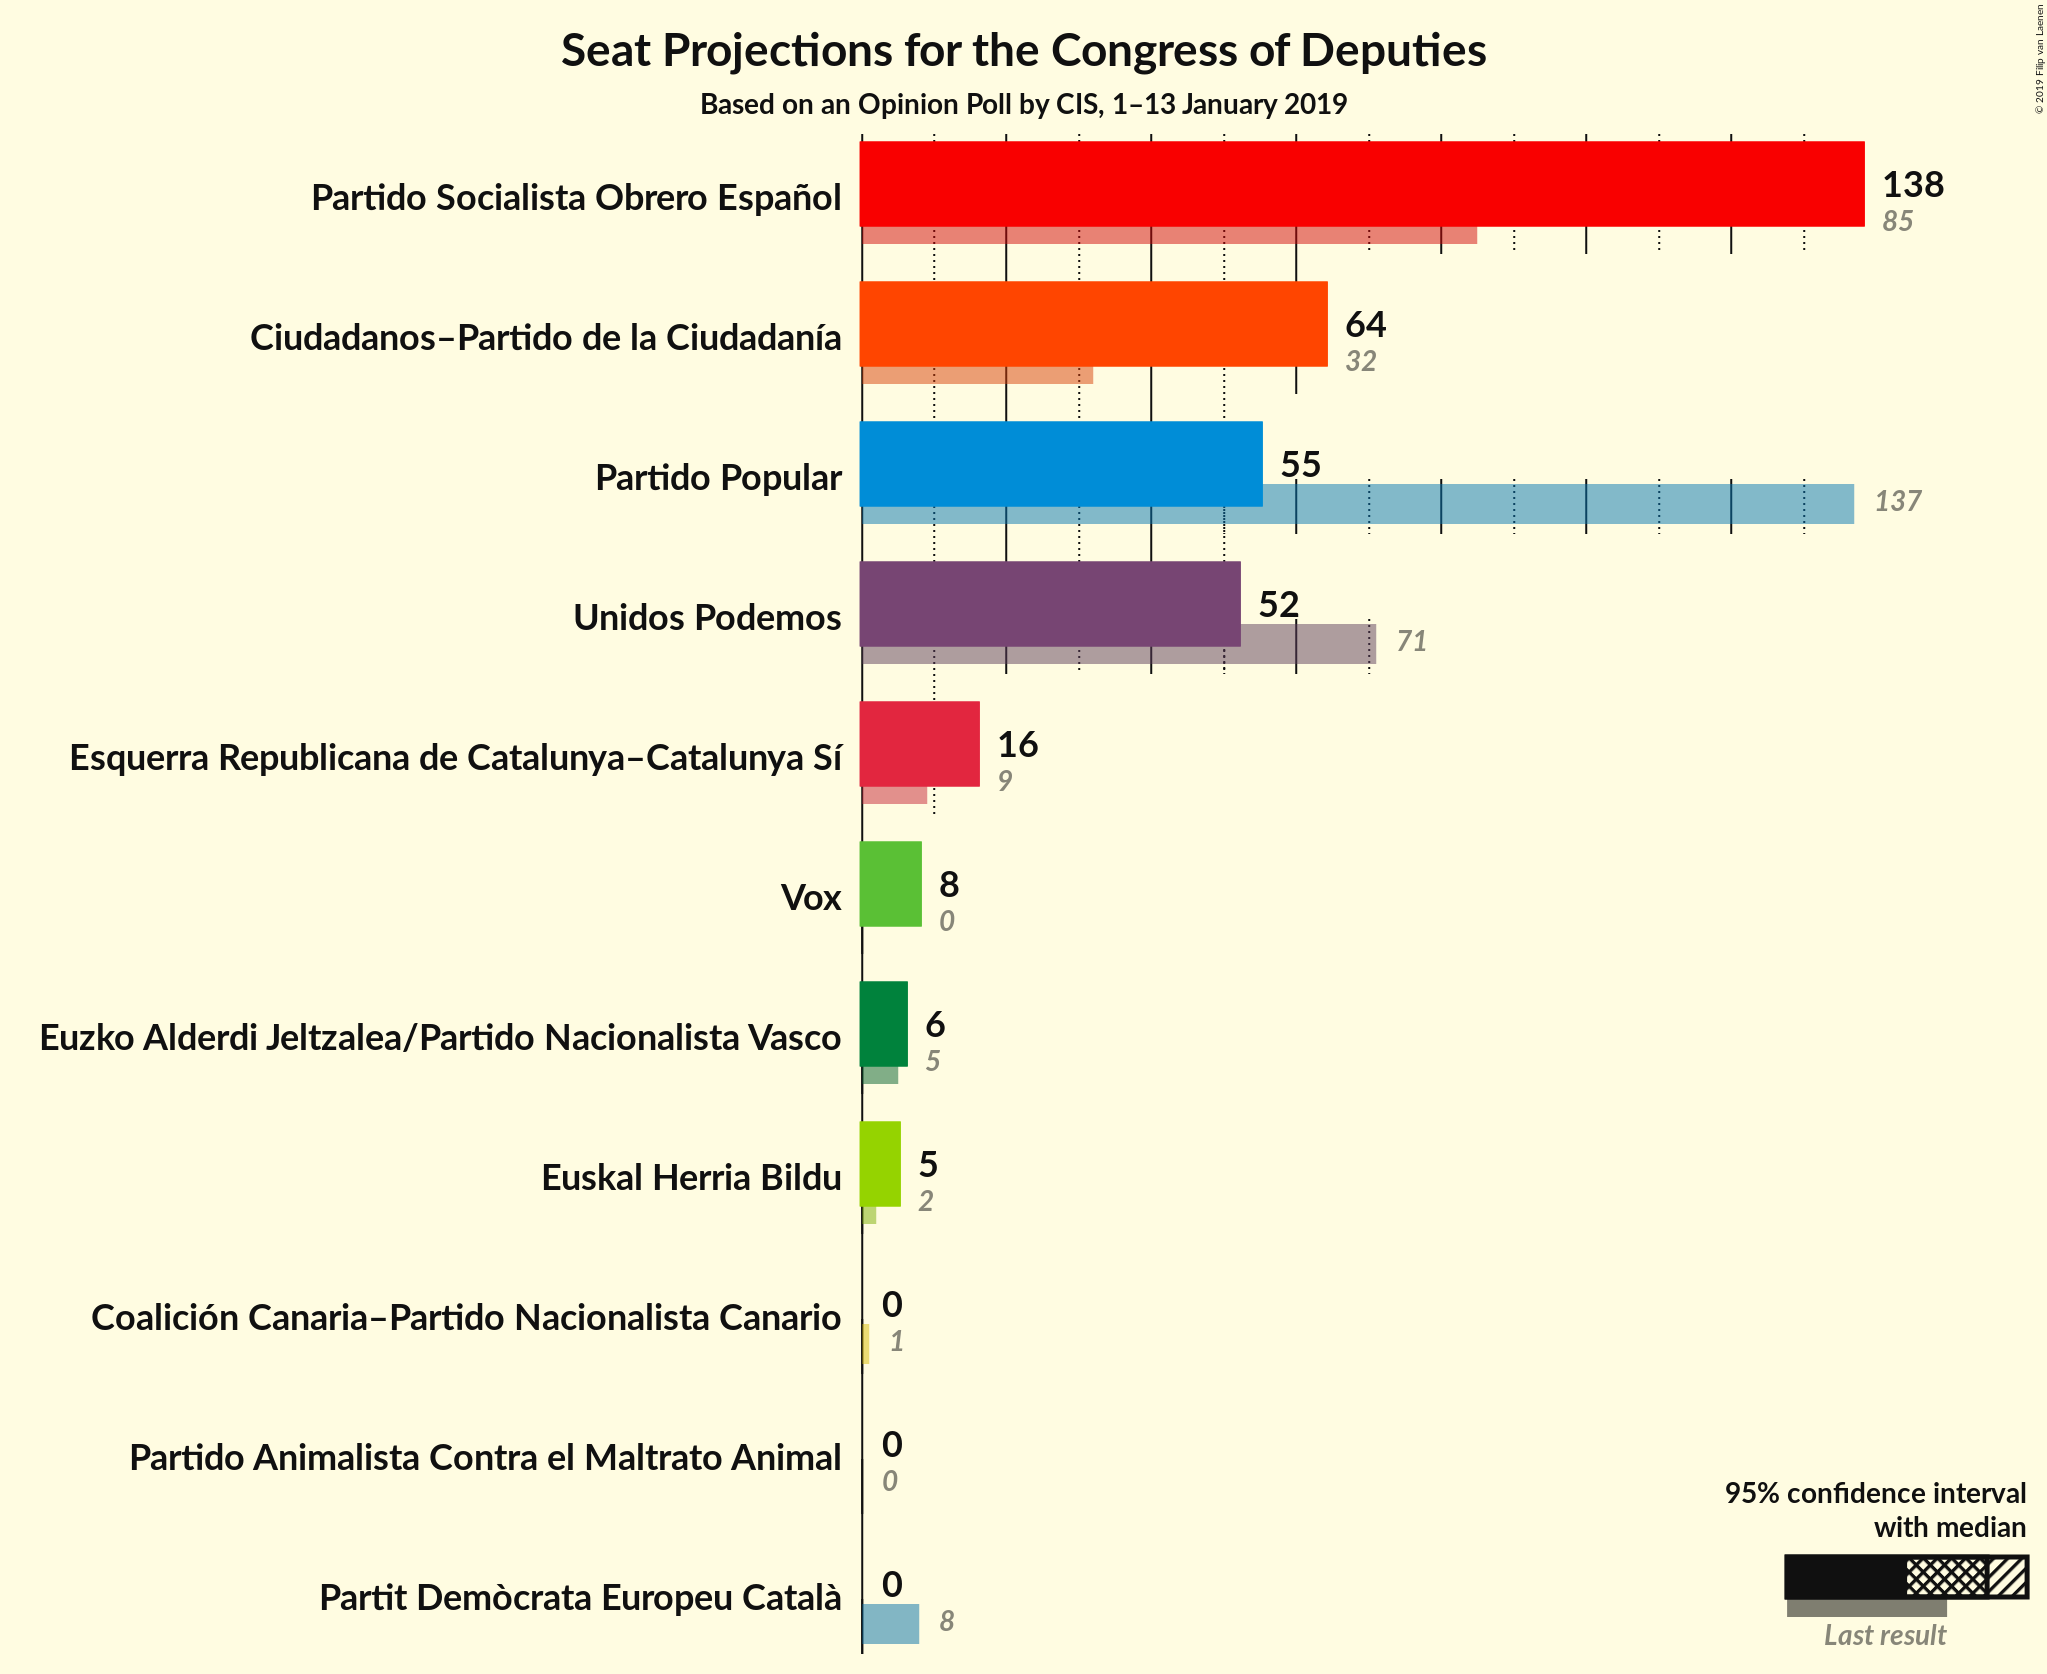 Seat Projections for the Congress of Deputies
Based on an Opinion Poll by CIS, 1–13 January 2019
© 2019 Filip van Laenen
Partido Socialista Obrero Español
138
85
Ciudadanos–Partido de la Ciudadanía
64
32
Partido Popular
55
137
Unidos Podemos
52
71
Esquerra Republicana de Catalunya–Catalunya Sí
16
9
Vox
8
0
Euzko Alderdi Jeltzalea/Partido Nacionalista Vasco
6
5
Euskal Herria Bildu
5
2
Coalición Canaria–Partido Nacionalista Canario
0
1
Partido Animalista Contra el Maltrato Animal
0
0
Partit Demòcrata Europeu Català
0
8
95% confidence interval
with median
Last result